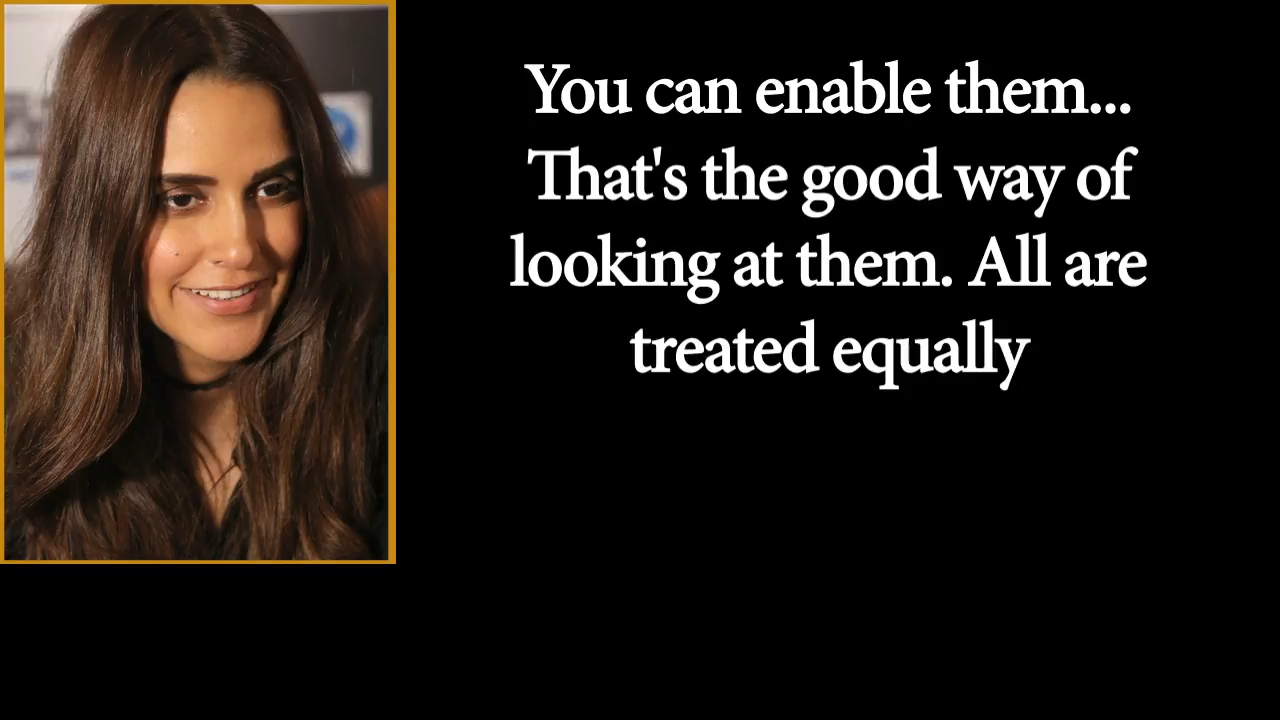 You can enable them...
That's the good way of
looking at them. All are
treated equally